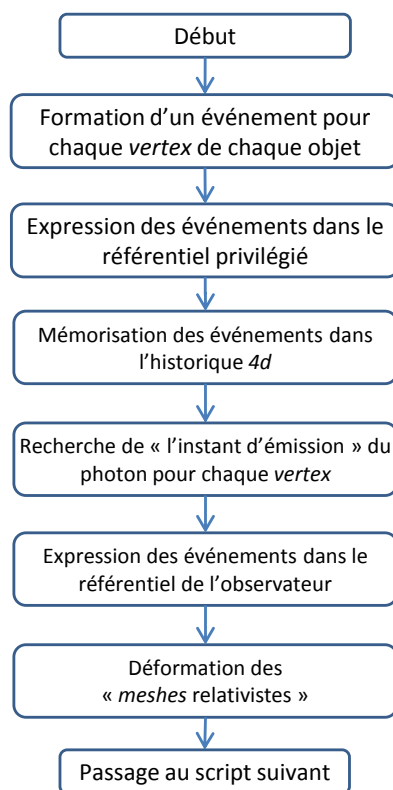 Début
Formation d'un événement pour
chaque vertex de chaque objet
Expression des événements dans le
référentiel privilégié
Mémorisation des événements dans
l'historique 4d
Recherche de « l'instant d'émission » du
photon pour chaque vertex
Expression des événements dans le
référentiel de l'observateur
Déformation des
« meshes relativistes »
Passage au script suivant